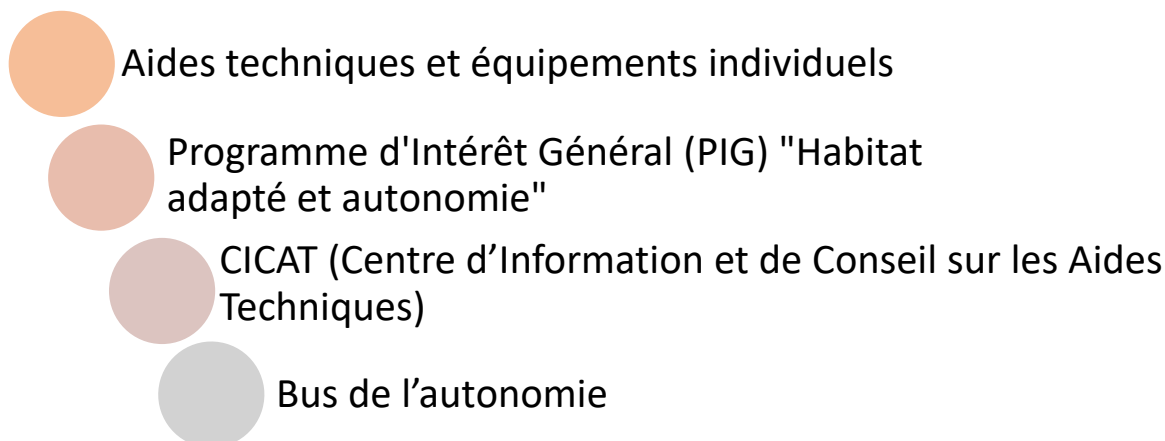 Aides techniques et équipements individuels
Programme d'Intérêt Général (PIG) "Habitat
adapté et autonomie"
CICAT (Centre d’Information et de Conseil sur les Aides
Techniques)
Bus de l’autonomie